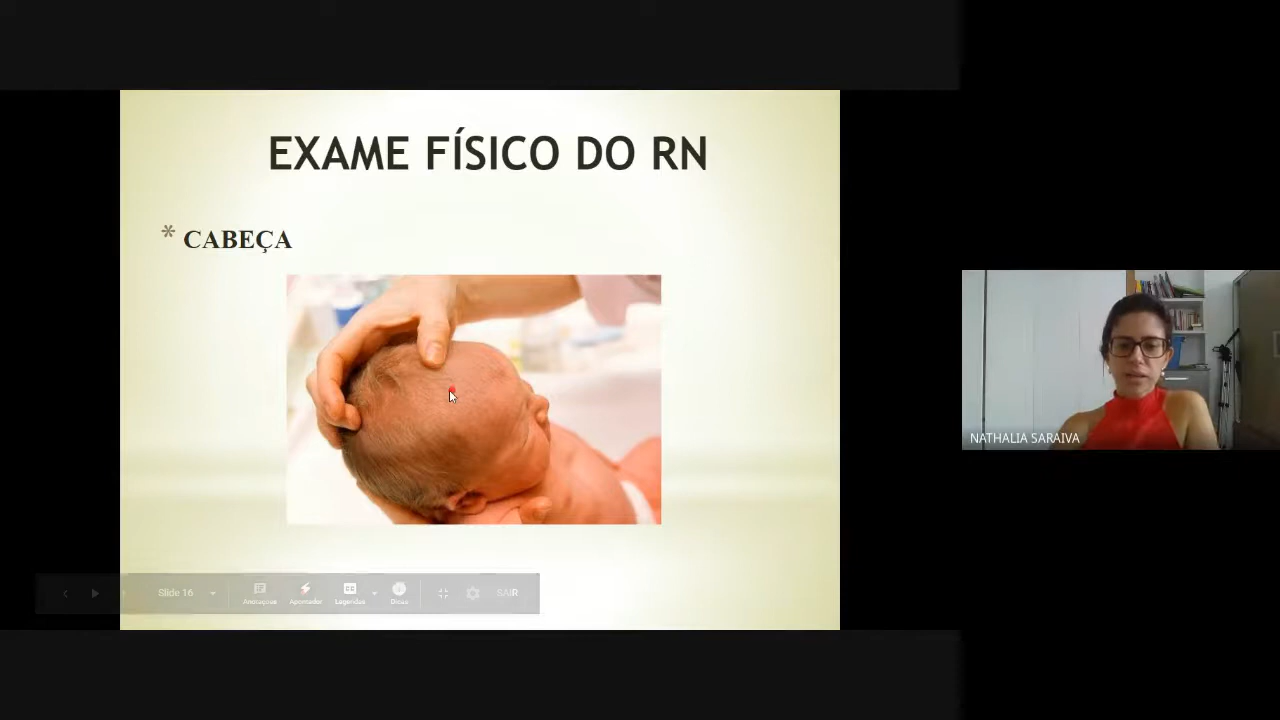 EXAME FÍSICO DO RN
* CABEÇA
NATHALIA SARAIVA
Slide 16
Anotações
Apontador
Legendas
Dicas
SAIR